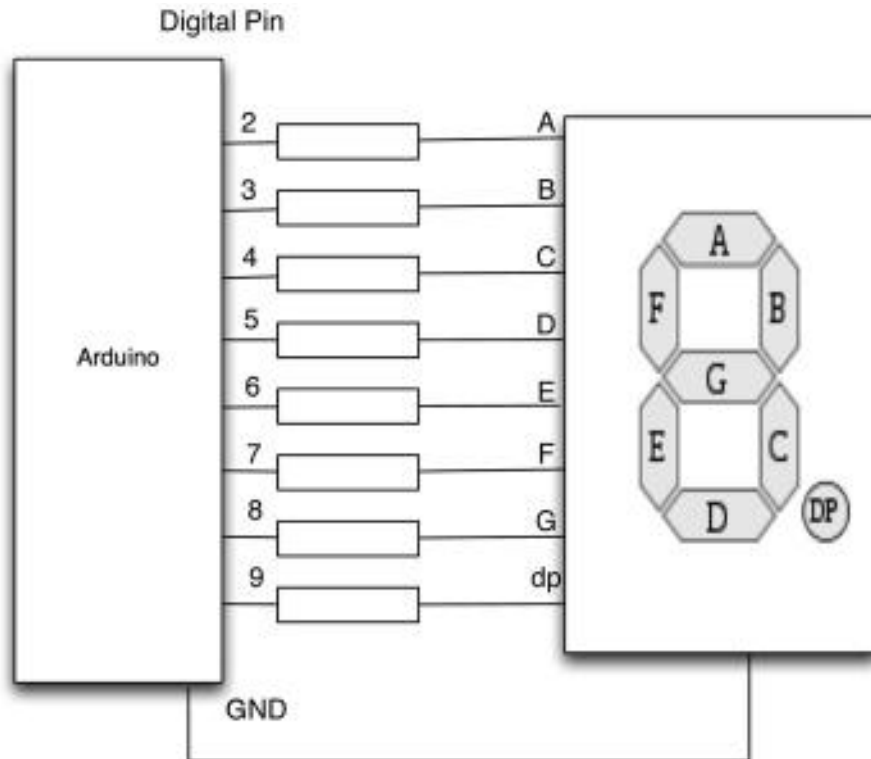 Digital Pin
2 A
3 B
4 C
5 D
6 E
7 F
8 G
9 dp
Arduino
GND
A
F B
G
E C
D DP